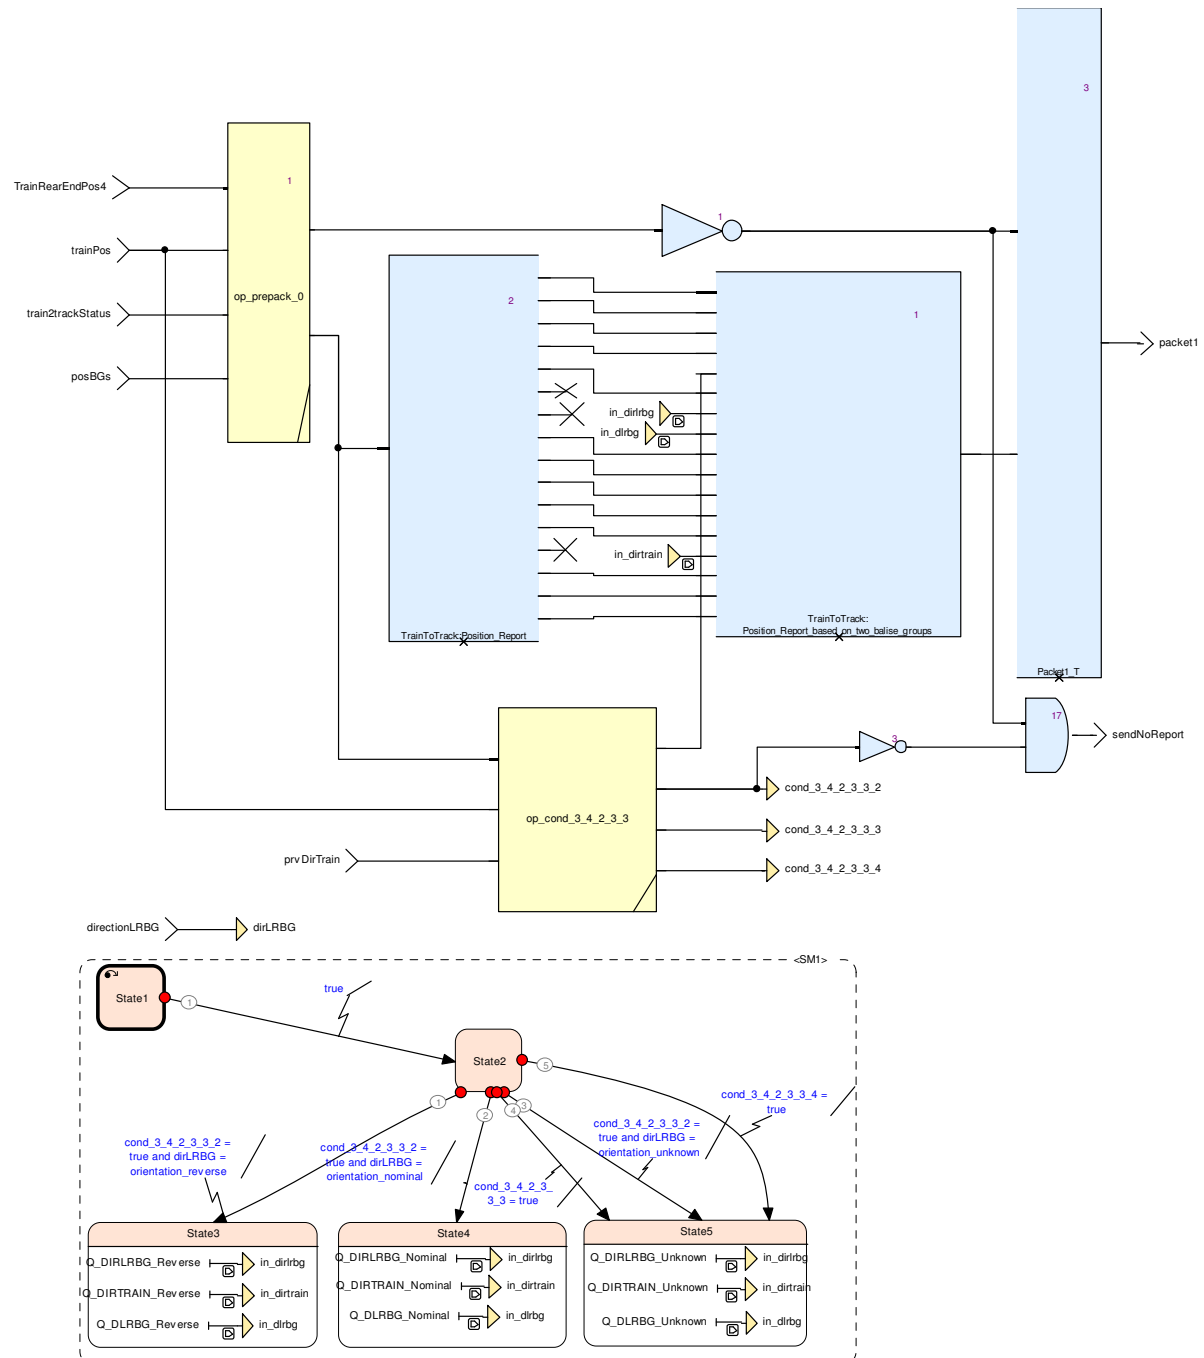 3
TrainRearEndPos4
1
1
trainPos
op_prepack_0
2
1
train2trackStatus
packet1
posBGs
in_dirlrbg
in_dlrbg
in_dirtrain
TrainToTrack::Position_Report
TrainToTrack:
Position_Report_based_on_two_balise_groups
Packet1_T
17
3
sendNoReport
cond_3_4_2_3_3_2
op_cond_3_4_2_3_3
cond_3_4_2_3_3_3
prvDirTrain
cond_3_4_2_3_3_4
directionLRBG
dirLRBG
<SM1>
State1
1
true
State2
5
1
2
4
3
cond_3_4_2_3_3_4 =
true
cond_3_4_2_3_3_2 =
true and dirLRBG =
orientation_reverse
cond_3_4_2_3_3_2 =
true and dirLRBG =
orientation_nominal
cond_3_4_2_3_
3_3 = true
cond_3_4_2_3_3_2 =
true and dirLRBG =
orientation_unknown
State3
Q_DIRLRBG_Reverse
in_dirlrbg
Q_DIRTRAIN_Reverse
in_dirtrain
Q_DLRBG_Reverse
in_dlrbg
State4
Q_DIRLRBG_Nominal
in_dirlrbg
Q_DIRTRAIN_Nominal
in_dirtrain
Q_DLRBG_Nominal
in_dlrbg
State5
Q_DIRLRBG_Unknown
in_dirlrbg
Q_DIRTRAIN_Unknown
in_dirtrain
Q_DLRBG_Unknown
in_dlrbg